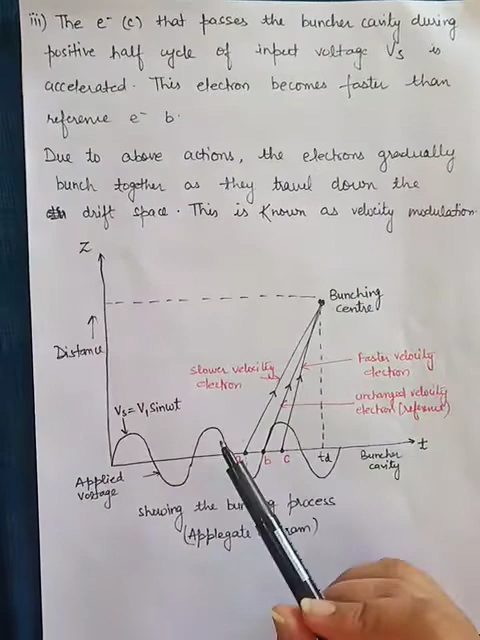 iii) The e⁻ (c) that passes the buncher cavity during
positive half cycle of input voltage Vs is
accelerated. This electron becomes faster than
reference e⁻ b.
Due to above actions, the electrons gradually
bunch together as they travel down the
drift space. This is known as velocity modulation.
Z
Bunching
centre
Distance
slower velocity
electron
Faster velocity
electron
unchanged velocity
electron (reference)
Vs = V₁ sinωt
b
c
td
Buncher
cavity
t
Applied
voltage
showing the process
(Applegate